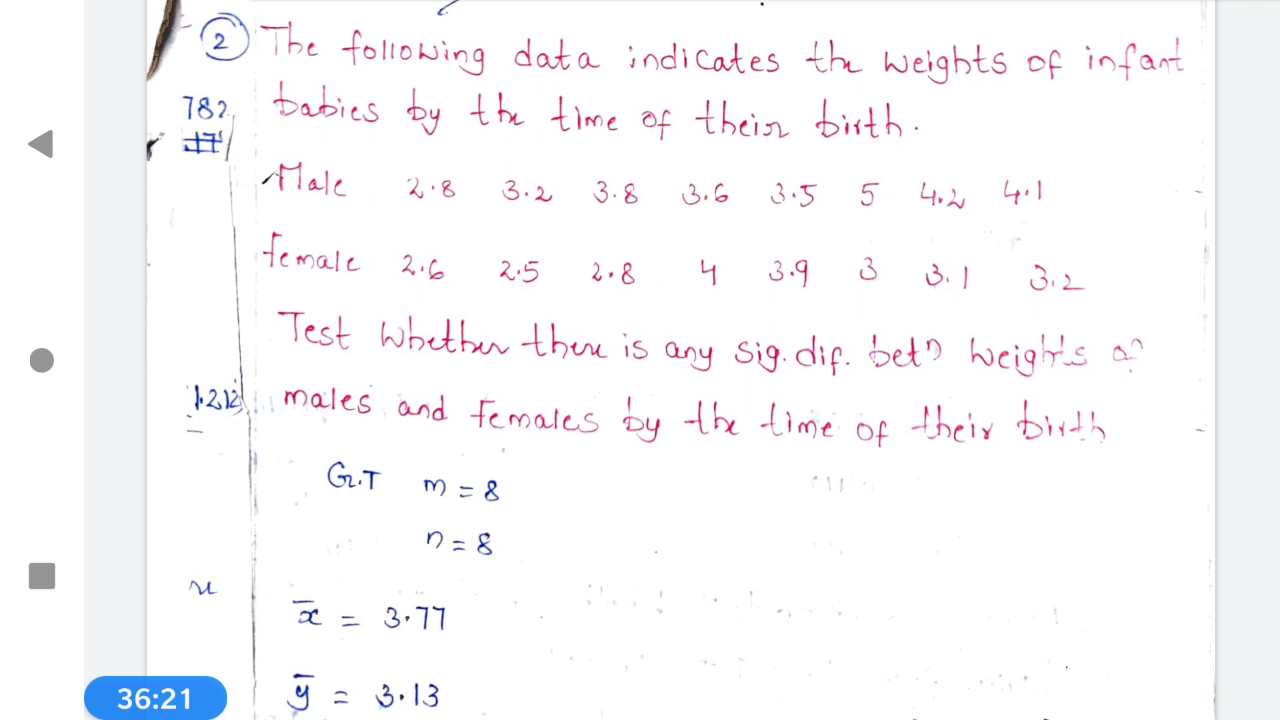 2 The following data indicates the weights of infant
782
babies by the time of their birth.
Male 2.8 3.2 3.8 3.6 3.5 5 4.2 4.1
Female 2.6 2.5 2.8 4 3.9 3 3.1 3.2
Test whether there is any sig. dif. betn weights of
1.212
males and females by the time of their birth
G.T m = 8
n = 8
x̄ = 3.77
ȳ = 3.13
36:21